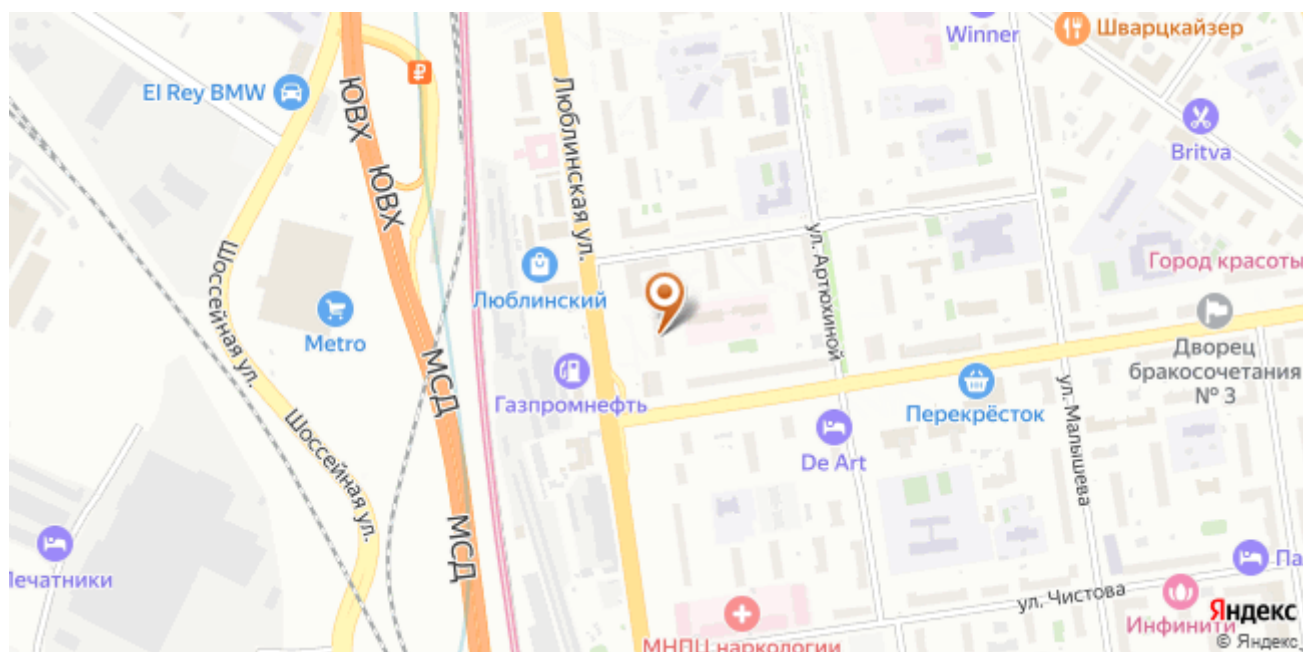 Winner
Шварцкайзер
El Rey BMW
₽
ЮВХ
Люблинская ул.
Britva
ЮВХ
Шоссейная ул.
ул. Артюхиной
Город красоты
Люблинский
Metro
Дворец
бракосочетания
№ 3
МСД
Газпромнефть
Перекрёсток
ул. Малышева
Шоссейная ул.
De Art
МСД
Печатники
Па
ул. Чистова
Инфинити
Яндекс
© Яндекс
МНПЦ наркологии